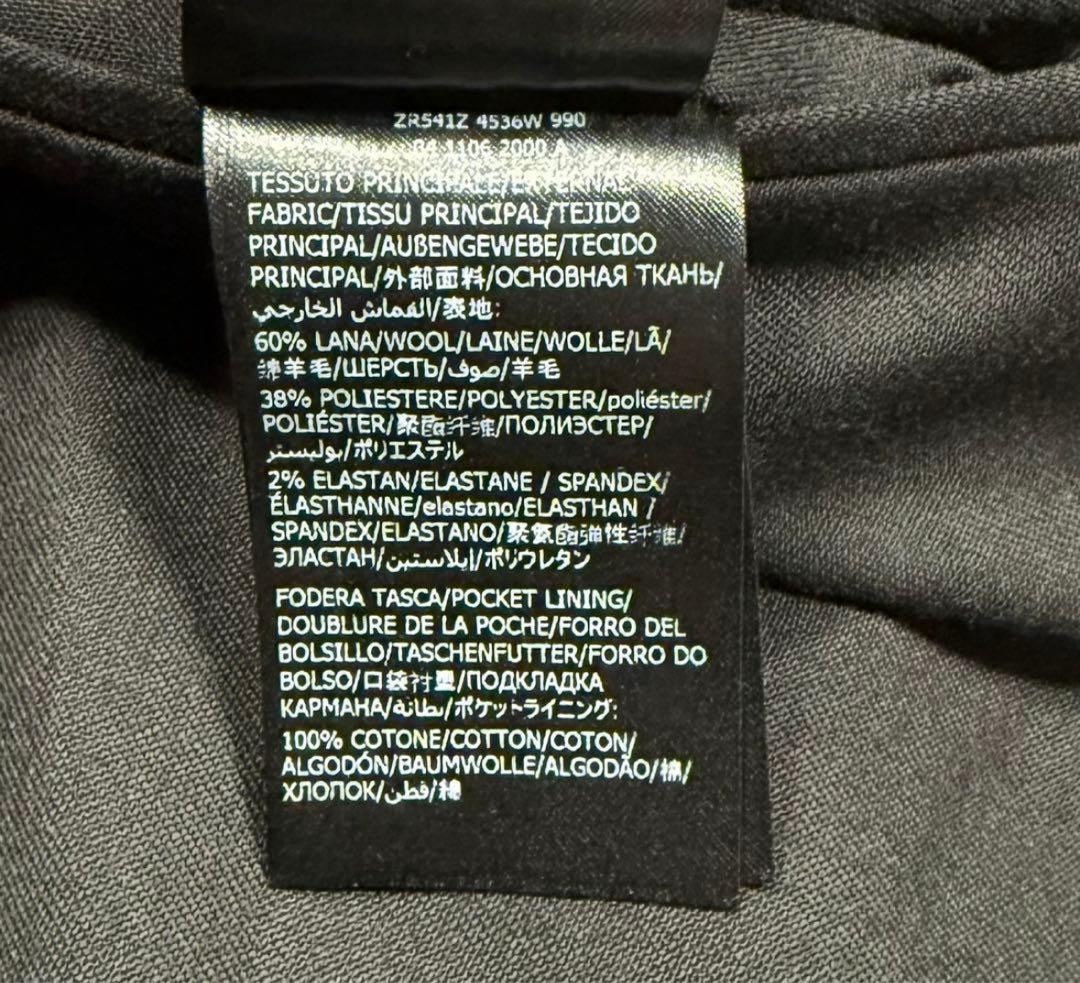 ZR541Z 4536W 990
1106 2000 A
TESSUTO PRINCIPALE/EXTERNAL
FABRIC/TISSU PRINCIPAL/TEJIDO
PRINCIPAL/AUßENGEWEBE/TECIDO
PRINCIPAL/外部面料/ОСНОВНАЯ ТКАНЬ/
القماش الخارجي/表地:
60% LANA/WOOL/LAINE/WOLLE/LÃ/
绵羊毛/ШЕРСТЬ/صوف/羊毛
38% POLIESTERE/POLYESTER/poliéster/
POLIÉSTER/聚酯纤维/ПОЛИЭСТЕР/
بوليستر/ポリエステル
2% ELASTAN/ELASTANE / SPANDEX/
ÉLASTHANNE/elastano/ELASTHAN /
SPANDEX/ELASTANO/聚氨酯弹性纤维/
ЭЛАСТАН/إيلاستين/ポリウレタン
FODERA TASCA/POCKET LINING/
DOUBLURE DE LA POCHE/FORRO DEL
BOLSILLO/TASCHENFUTTER/FORRO DO
BOLSO/口袋衬里/ПОДКЛАДКА
КАРМАНА/بطانة/ポケットライニング:
100% COTONE/COTTON/COTON/
ALGODÓN/BAUMWOLLE/ALGODÃO/棉/
ХЛОПОК/قطن/綿